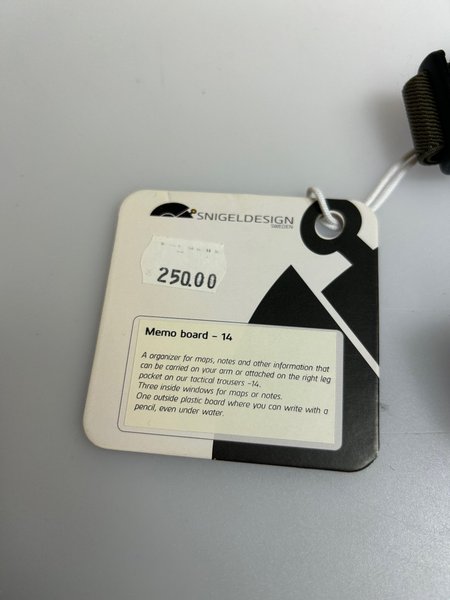 SNIGELDESIGN
SWEDEN
250.00
Memo board - 14
A organizer for maps, notes and other information that
can be carried on your arm or attached on the right leg
pocket on our tactical trousers -14.
Three inside windows for maps or notes.
One outside plastic board where you can write with a
pencil, even under water.